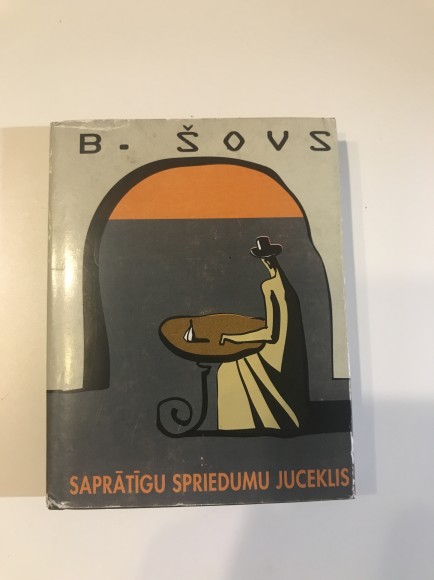 B. ŠOVS
SAPRĀTĪGU SPRIEDUMU JUCEKLIS